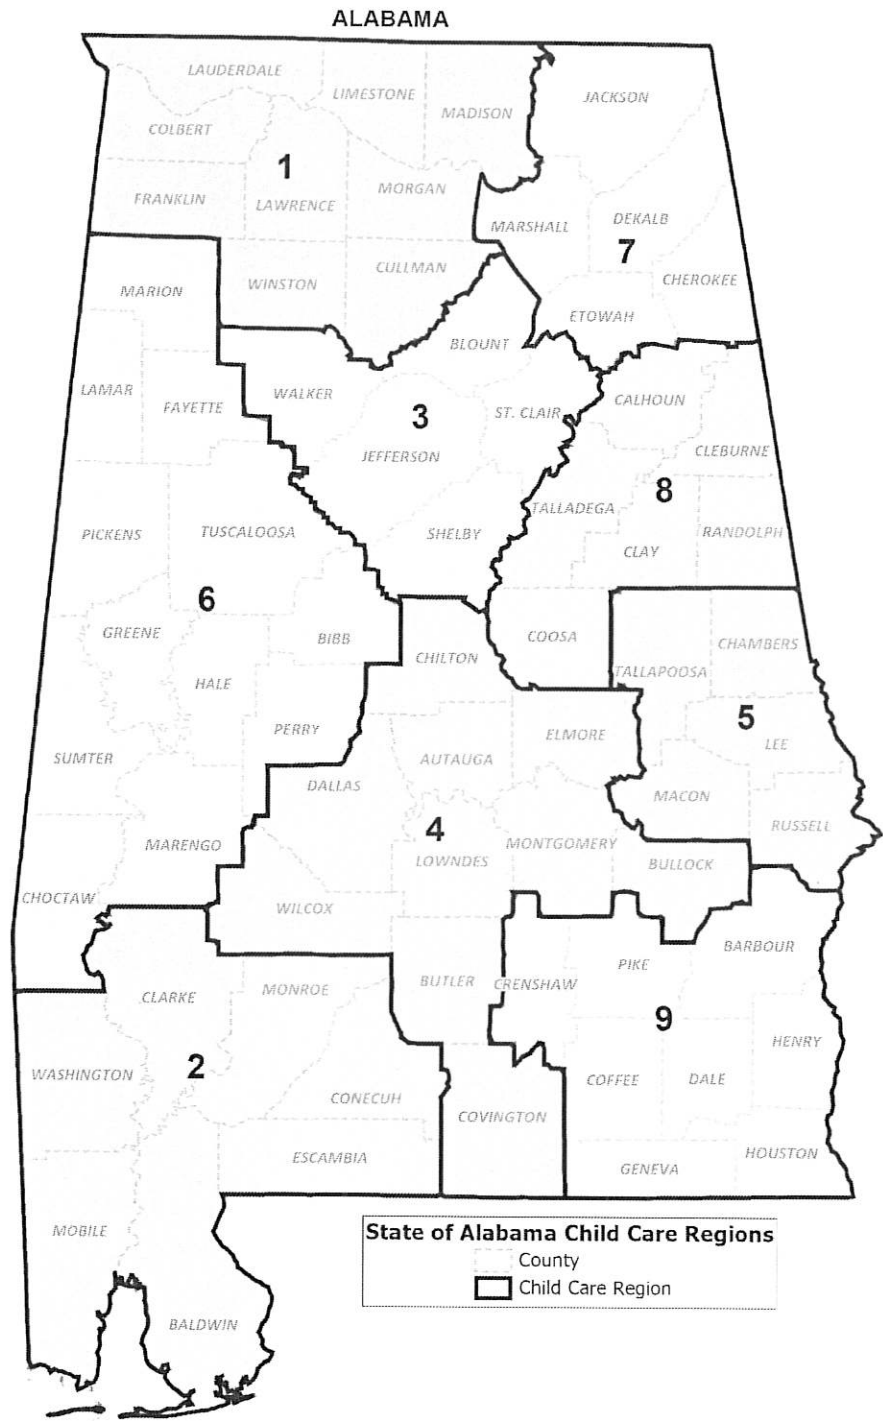 ALABAMA
LAUDERDALE
LIMESTONE
MADISON
JACKSON
COLBERT
1
FRANKLIN
LAWRENCE
MORGAN
MARSHALL
DEKALB
7
WINSTON
CULLMAN
CHEROKEE
MARION
ETOWAH
BLOUNT
LAMAR
FAYETTE
WALKER
3
ST. CLAIR
CALHOUN
JEFFERSON
CLEBURNE
8
PICKENS
TUSCALOOSA
SHELBY
TALLADEGA
CLAY
RANDOLPH
6
GREENE
BIBB
COOSA
CHAMBERS
HALE
CHILTON
TALLAPOOSA
PERRY
5
SUMTER
AUTAUGA
ELMORE
LEE
DALLAS
MACON
4
MARENGO
LOWNDES
MONTGOMERY
RUSSELL
BULLOCK
CHOCTAW
WILCOX
BARBOUR
CLARKE
MONROE
BUTLER
CRENSHAW
PIKE
9
HENRY
2
WASHINGTON
CONECUH
COFFEE
DALE
COVINGTON
ESCAMBIA
GENEVA
HOUSTON
MOBILE
BALDWIN
State of Alabama Child Care Regions
County
Child Care Region